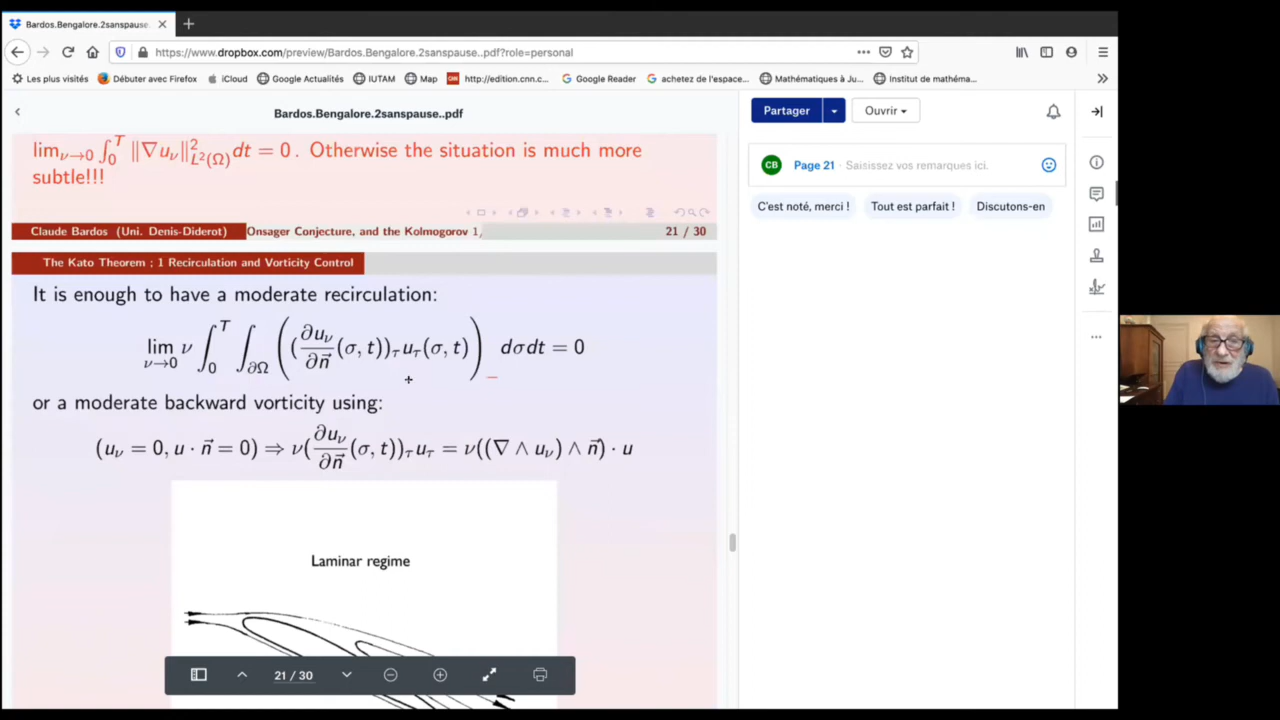 Bardos.Bengalore.2sanspause.
https://www.dropbox.com/preview/Bardos.Bengalore.2sanspause..pdf?role=personal
Les plus visités Débuter avec Firefox iCloud Google Actualités IUTAM Map http://edition.cnn.c... Google Reader achetez de l'espace... Mathématiques à Ju... Institut de mathéma...
Bardos.Bengalore.2sanspause..pdf
Partager Ouvrir
lim_{ν→0} ∫_0^T ‖∇u_ν‖²_{L²(Ω)} dt = 0 . Otherwise the situation is much more
subtle!!!
CB Page 21 Saisissez vos remarques ici.
C'est noté, merci ! Tout est parfait ! Discutons-en
Claude Bardos (Uni. Denis-Diderot) Onsager Conjecture, and the Kolmogorov 1/ 21 / 30
The Kato Theorem ; 1 Recirculation and Vorticity Control
It is enough to have a moderate recirculation:
lim_{ν→0} ν ∫_0^T ∫_{∂Ω} ((∂u_ν/∂n⃗ (σ, t))_τ u_τ(σ, t))_− dσdt = 0
or a moderate backward vorticity using:
(u_ν = 0, u · n⃗ = 0) ⇒ ν(∂u_ν/∂n⃗ (σ, t))_τ u_τ = ν((∇ ∧ u_ν) ∧ n⃗) · u
Laminar regime
21 / 30